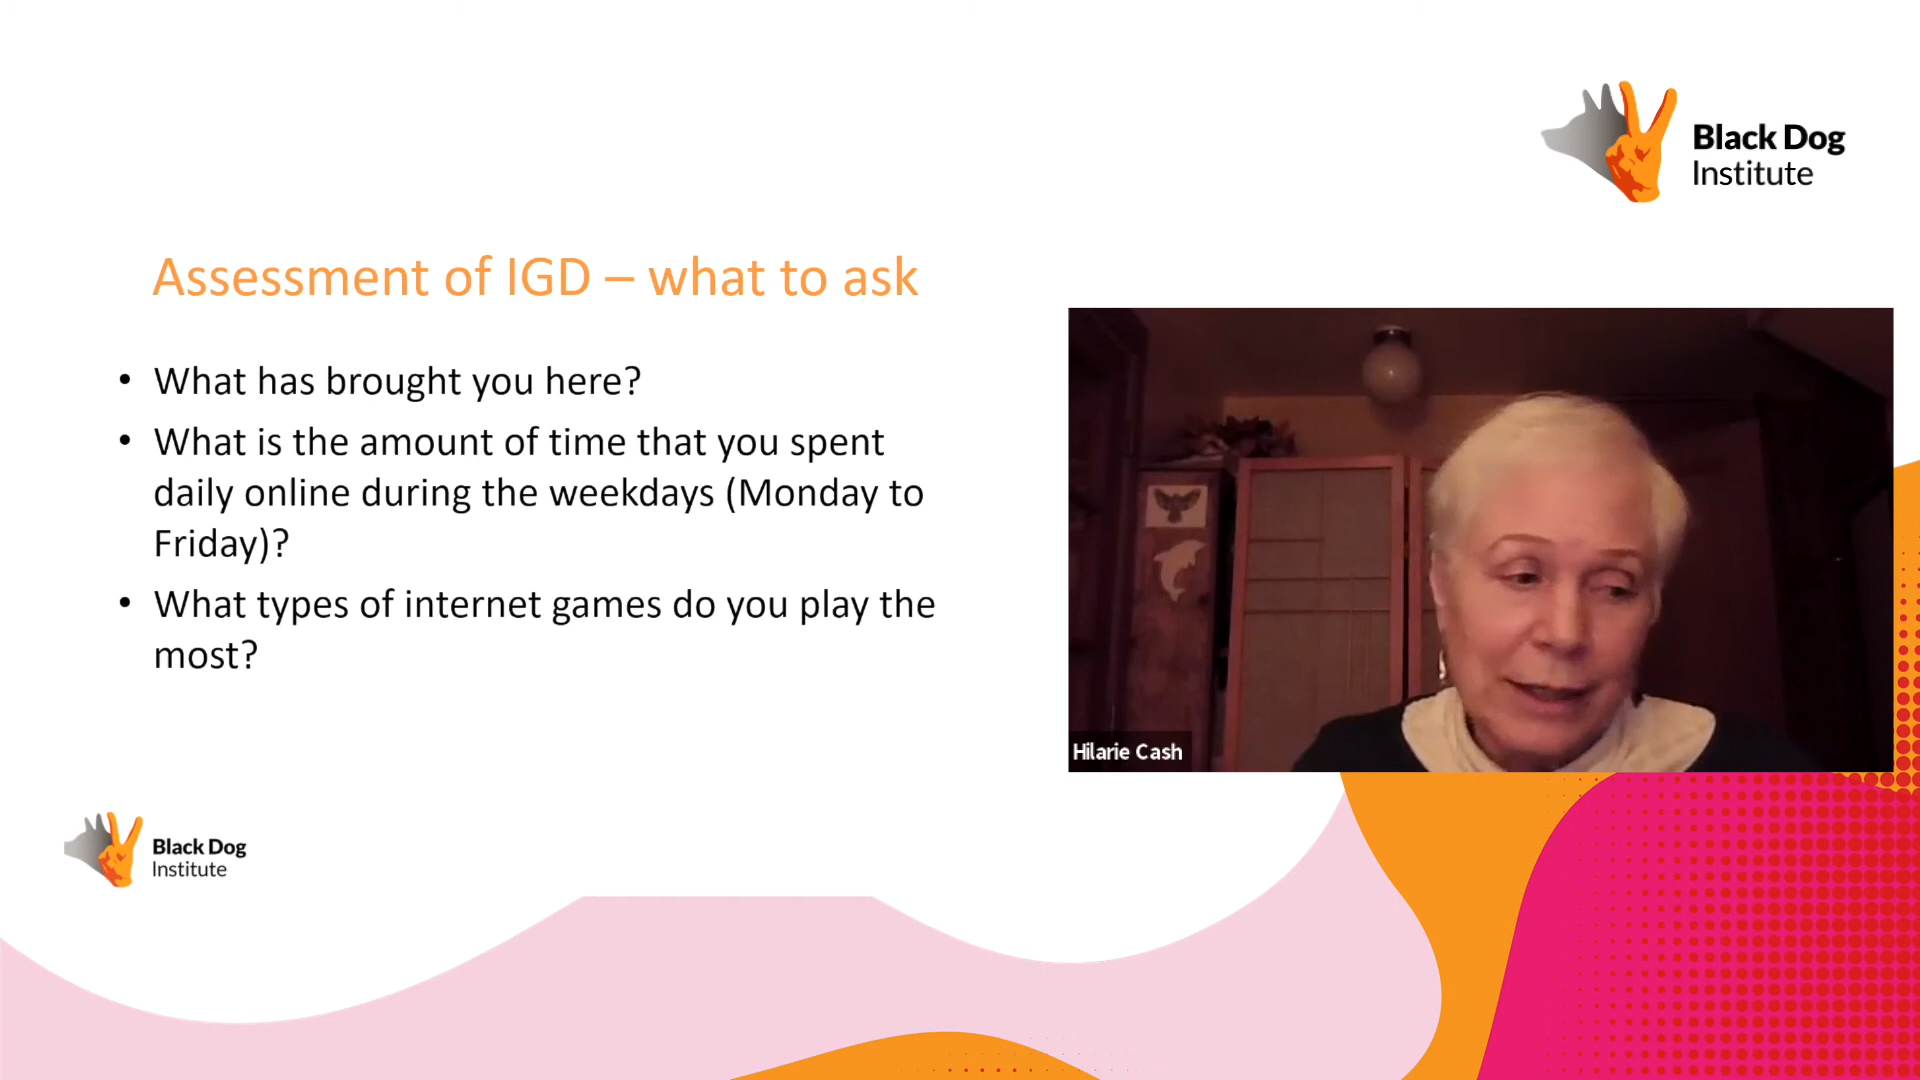 Black Dog
Institute
Assessment of IGD – what to ask
• What has brought you here?
• What is the amount of time that you spent
daily online during the weekdays (Monday to
Friday)?
• What types of internet games do you play the
most?
Hilarie Cash
Black Dog
Institute